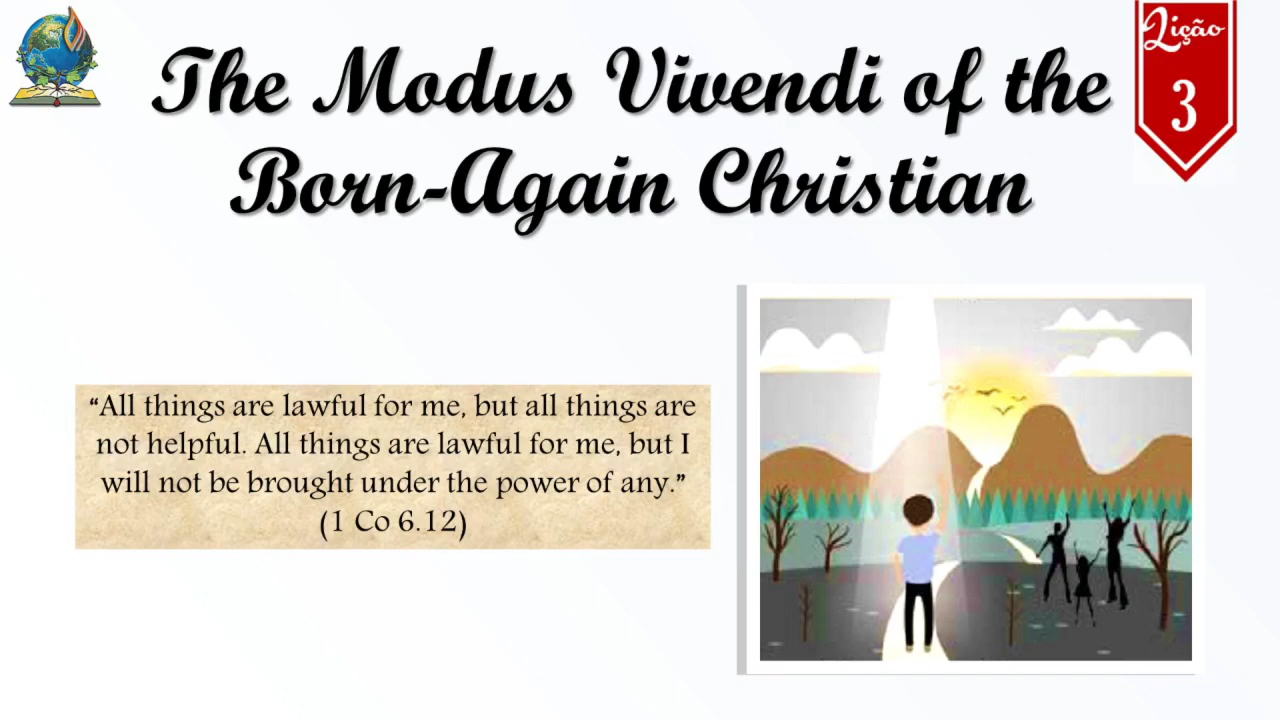 The Modus Vivendi of the
Born-Again Christian
Lição
3
“All things are lawful for me, but all things are
not helpful. All things are lawful for me, but I
will not be brought under the power of any.”
(1 Co 6.12)